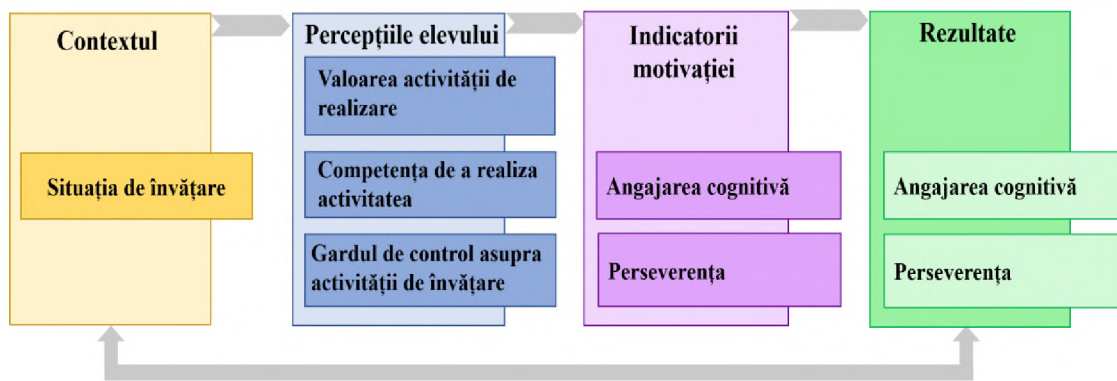 Contextul
Situația de învățare
Percepțiile elevului
Valoarea activității de
realizare
Competența de a realiza
activitatea
Gardul de control asupra
activității de învățare
Indicatorii
motivației
Angajarea cognitivă
Perseverența
Rezultate
Angajarea cognitivă
Perseverența